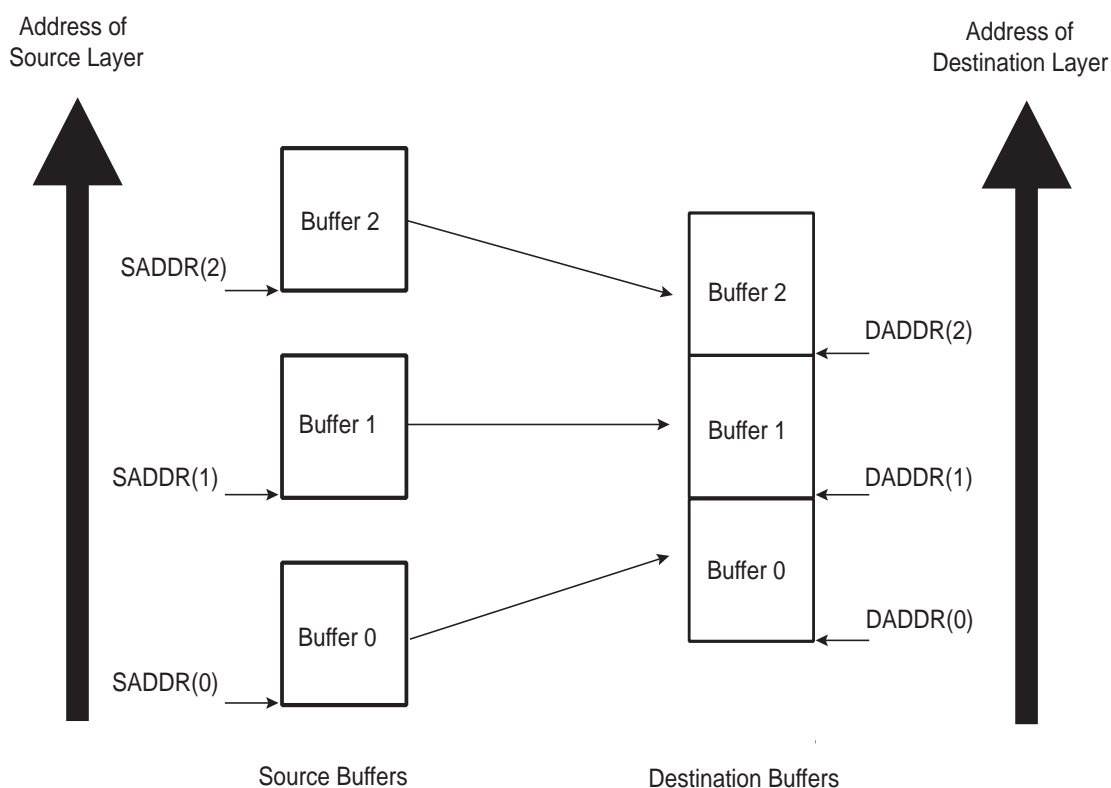 Address of
Source Layer
Address of
Destination Layer
Buffer 2
SADDR(2)
Buffer 2
DADDR(2)
Buffer 1
Buffer 1
SADDR(1)
DADDR(1)
Buffer 0
Buffer 0
DADDR(0)
SADDR(0)
Source Buffers
Destination Buffers